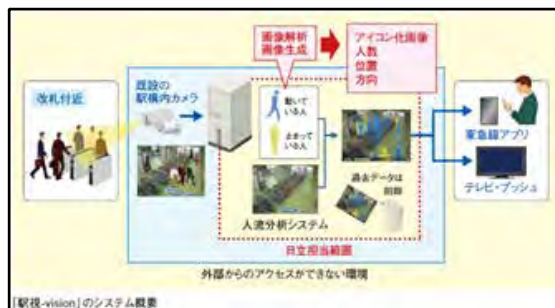 画像解析
画像生成
アイコン化画像
人数
位置
方向
改札付近
既設の
駅構内カメラ
動いて
いる人
止まって
いる人
過去データは
削除
人流分析システム
日立担当範囲
外部からのアクセスができない環境
東急線アプリ
テレビ・プッシュ
「駅視-vision」のシステム概要